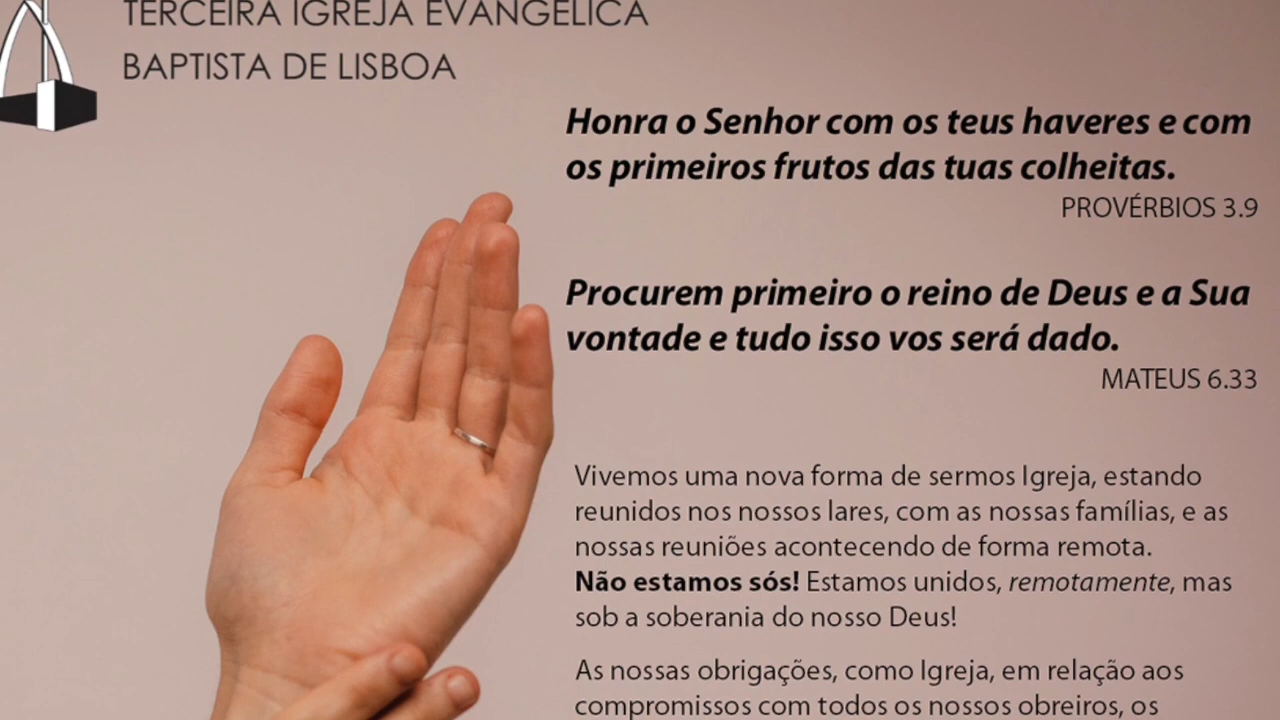 TERCEIRA IGREJA EVANGÉLICA
BAPTISTA DE LISBOA
Honra o Senhor com os teus haveres e com
os primeiros frutos das tuas colheitas.
PROVÉRBIOS 3.9
Procurem primeiro o reino de Deus e a Sua
vontade e tudo isso vos será dado.
MATEUS 6.33
Vivemos uma nova forma de sermos Igreja, estando
reunidos nos nossos lares, com as nossas famílias, e as
nossas reuniões acontecendo de forma remota.
Não estamos sós! Estamos unidos, remotamente, mas
sob a soberania do nosso Deus!
As nossas obrigações, como Igreja, em relação aos
compromissos com todos os nossos obreiros, os